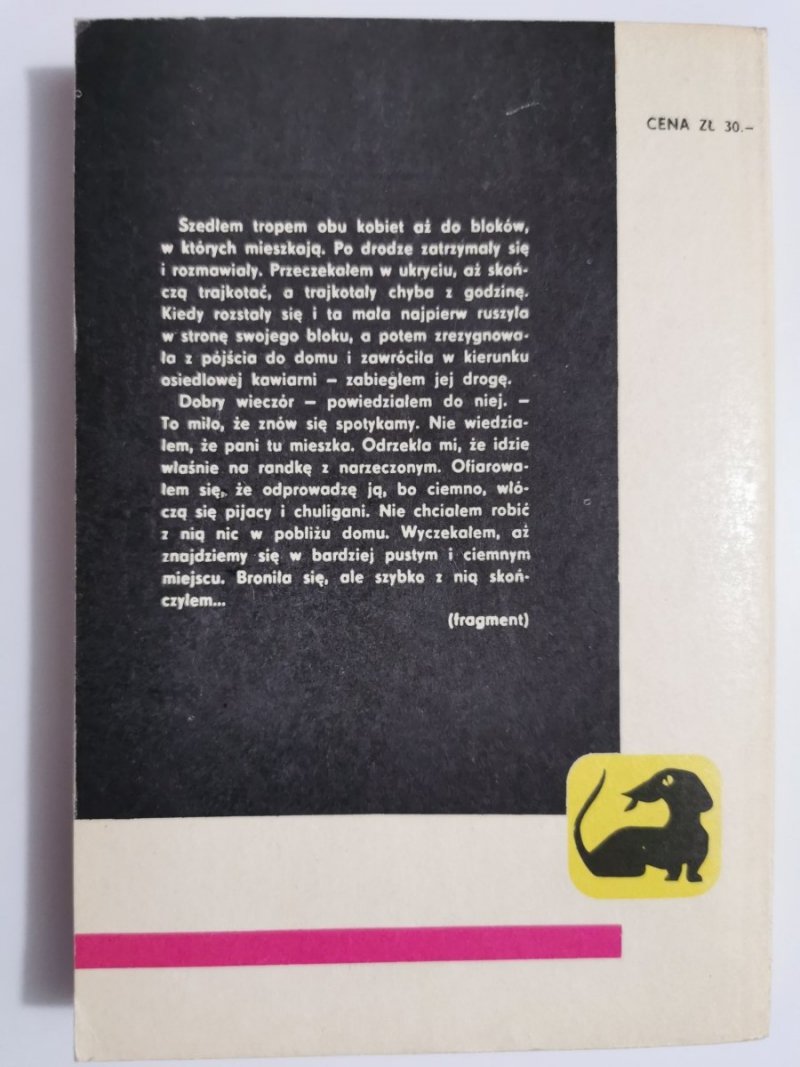 CENA ZŁ 30.–
Szedłem tropem obu kobiet aż do bloków,
w których mieszkają. Po drodze zatrzymały się
i rozmawiały. Przeczekałem w ukryciu, aż skoń-
czą trajkotać, a trajkotały chyba z godzinę.
Kiedy rozstały się i ta mała najpierw ruszyła
w stronę swojego bloku, a potem zrezygnowa-
ła z pójścia do domu i zawróciła w kierunku
osiedlowej kawiarni – zabiegłem jej drogę.
Dobry wieczór – powiedziałem do niej. –
To miło, że znów się spotykamy. Nie wiedzia-
łem, że pani tu mieszka. Odrzekła mi, że idzie
właśnie na randkę z narzeczonym. Ofiarowa-
łem się, że odprowadzę ją, bo ciemno, włó-
czą się pijacy i chuligani. Nie chciałem robić
z nią nic w pobliżu domu. Wyczekałem, aż
znajdziemy się w bardziej pustym i ciemnym
miejscu. Broniła się, ale szybko z nią skoń-
czyłem...
(fragment)